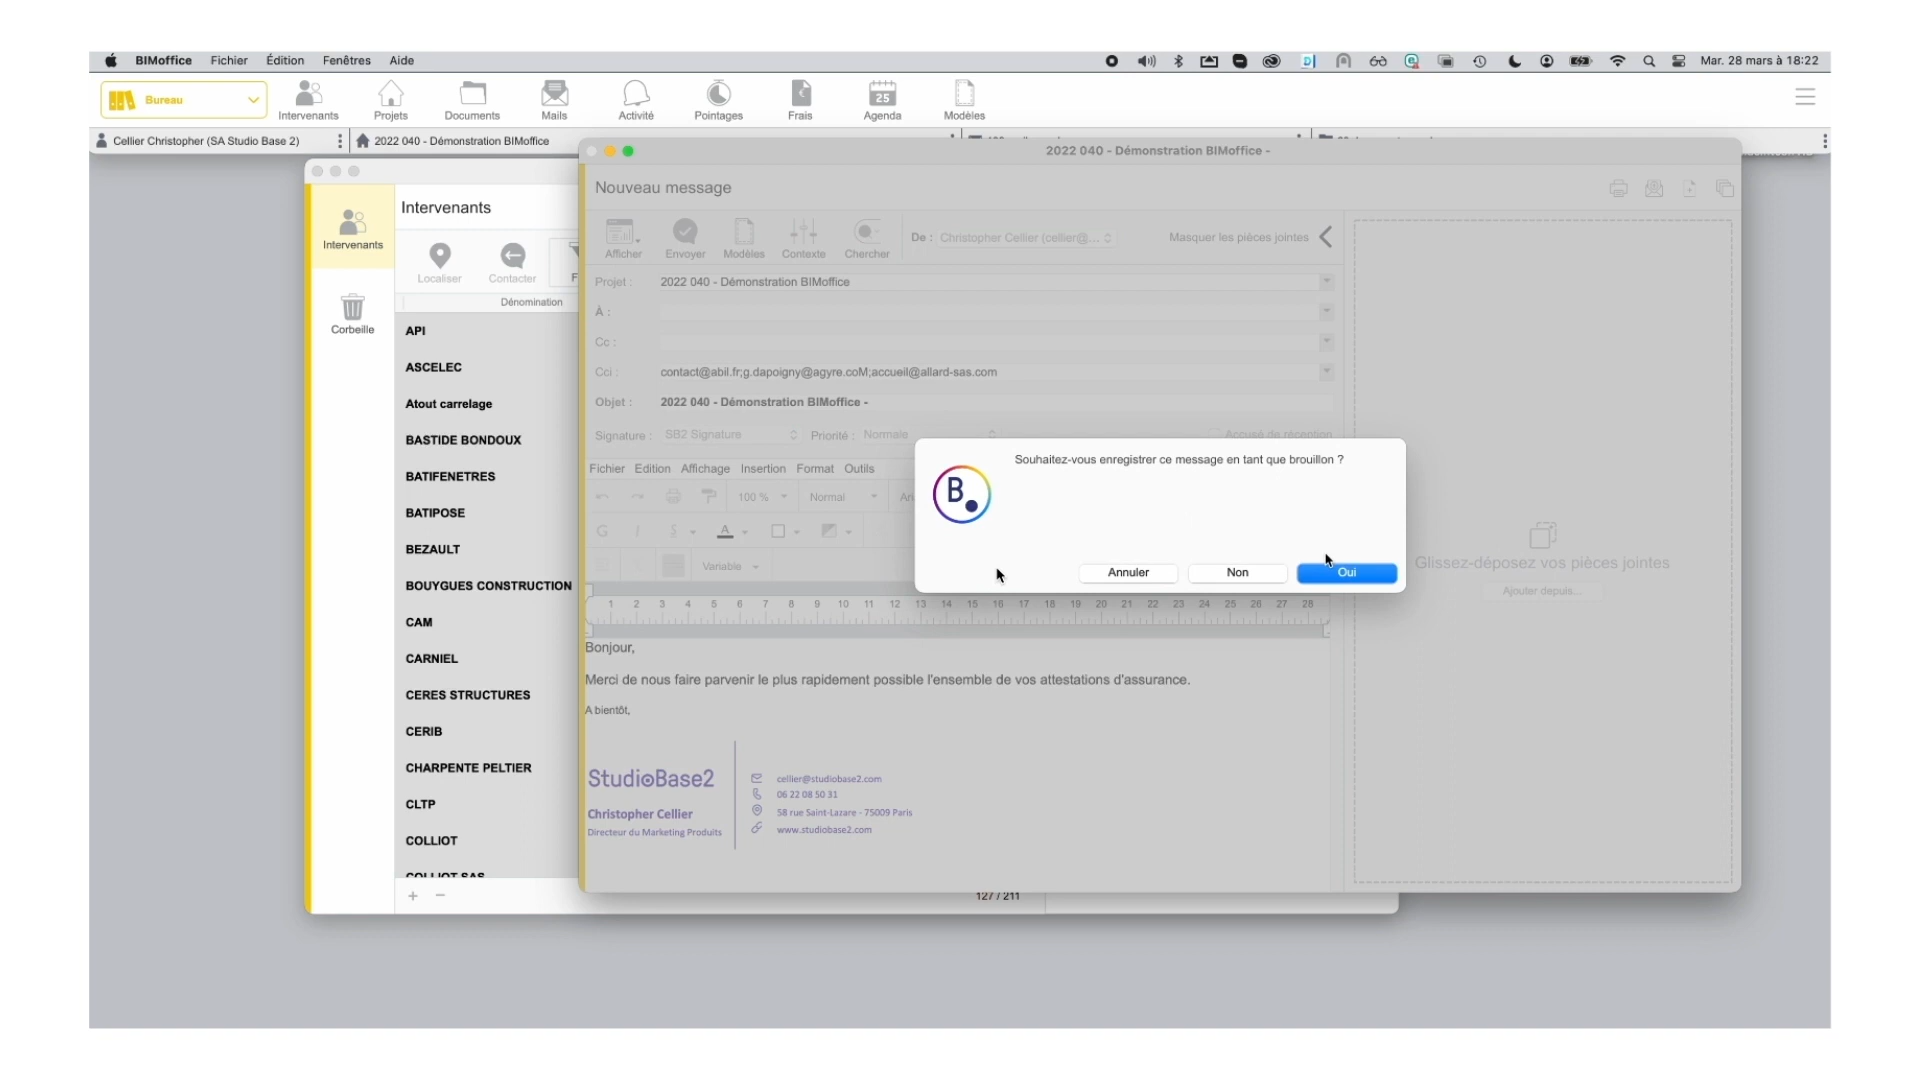 BIMoffice Fichier Édition Fenêtres Aide
Mar. 28 mars à 18:22
Bureau
Intervenants Projets Documents Mails Activité Pointages Frais Agenda Modèles
25
Cellier Christopher (SA Studio Base 2)
2022 040 - Démonstration BIMoffice
2022 040 - Démonstration BIMoffice -
Intervenants
Corbeille
Intervenants
Localiser Contacter
Dénomination
API
ASCELEC
Atout carrelage
BASTIDE BONDOUX
BATIFENETRES
BATIPOSE
BEZAULT
BOUYGUES CONSTRUCTION
CAM
CARNIEL
CERES STRUCTURES
CERIB
CHARPENTE PELTIER
CLTP
COLLIOT
COLLIOT SAS
+ −
127 / 211
Nouveau message
Afficher Envoyer Modèles Contexte Chercher
De : Christopher Cellier (cellier@...
Masquer les pièces jointes
Projet : 2022 040 - Démonstration BIMoffice
À :
Cc :
Cci : contact@abil.fr;g.dapoigny@agyre.coM;accueil@allard-sas.com
Objet : 2022 040 - Démonstration BIMoffice -
Signature : SB2 Signature Priorité : Normale Accusé de réception
Fichier Edition Affichage Insertion Format Outils
100 % Normal
G I S A
Variable
1 2 3 4 5 6 7 8 9 10 11 12 13 14 15 16 17 18 19 20 21 22 23 24 25 26 27 28
Bonjour,
Merci de nous faire parvenir le plus rapidement possible l'ensemble de vos attestations d'assurance.
A bientôt,
StudioBase2
Christopher Cellier
Directeur du Marketing Produits
cellier@studiobase2.com
06 22 08 50 31
58 rue Saint-Lazare - 75009 Paris
www.studiobase2.com
B.
Souhaitez-vous enregistrer ce message en tant que brouillon ?
Annuler Non Oui
Glissez-déposez vos pièces jointes
Ajouter depuis...